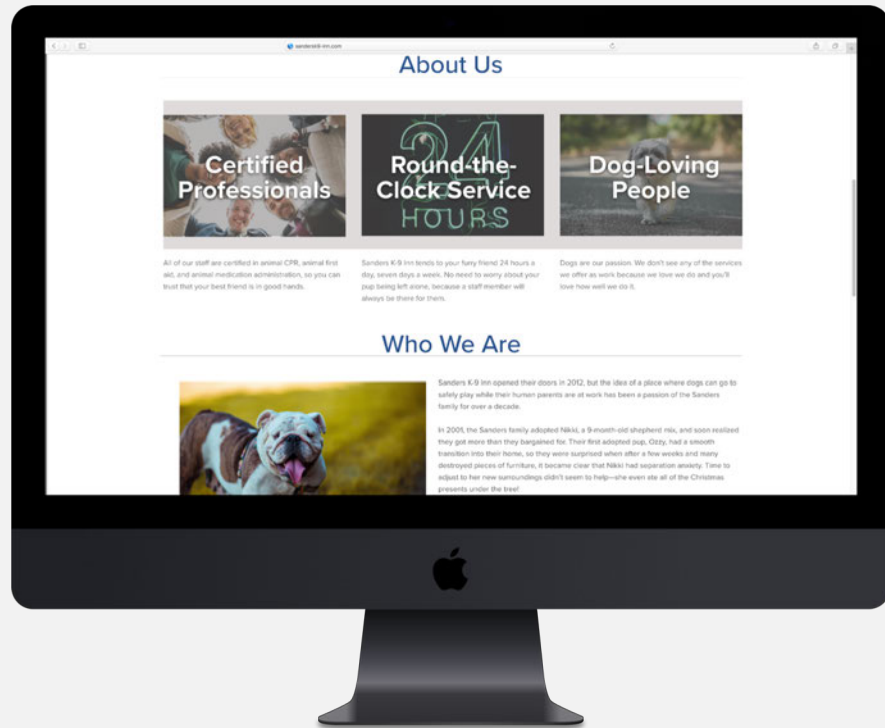 sandersk9-inn.com
About Us
Certified
Professionals
Round-the-
Clock Service
24
HOURS
Dog-Loving
People
All of our staff are certified in animal CPR, animal first
aid, and animal medication administration, so you can
trust that your best friend is in good hands.
Sanders K-9 Inn tends to your furry friend 24 hours a
day, seven days a week. No need to worry about your
pup being left alone, because a staff member will
always be there for them.
Dogs are our passion. We don't see any of the services
we offer as work because we love we do and you'll
love how well we do it.
Who We Are
Sanders K-9 Inn opened their doors in 2012, but the idea of a place where dogs can go to
safely play while their human parents are at work has been a passion of the Sanders
family for over a decade.
In 2001, the Sanders family adopted Nikki, a 9-month-old shepherd mix, and soon realized
they got more than they bargained for. Their first adopted pup, Ozzy, had a smooth
transition into their home, so they were surprised when after a few weeks and many
destroyed pieces of furniture, it became clear that Nikki had separation anxiety. Time to
adjust to her new surroundings didn't seem to help—she even ate all of the Christmas
presents under the tree!